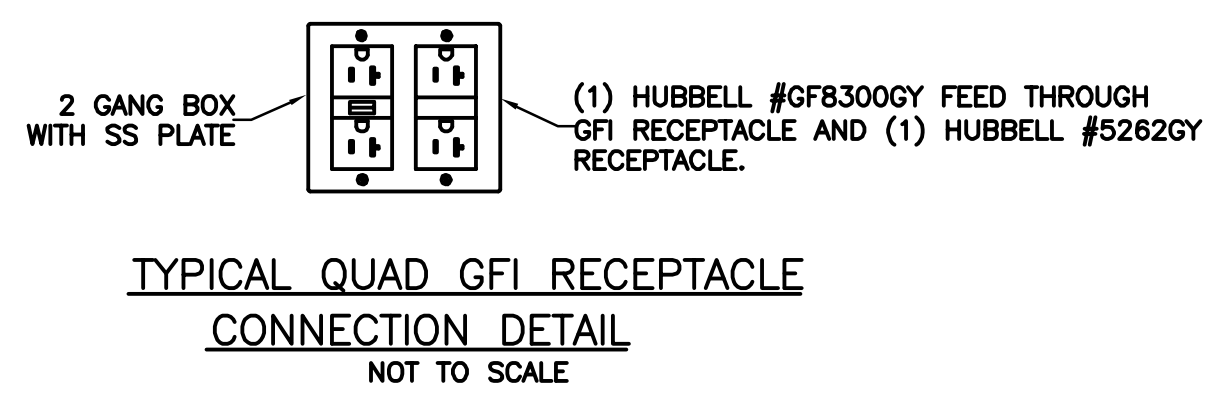 2 GANG BOX
WITH SS PLATE
(1) HUBBELL #GF8300GY FEED THROUGH
GFI RECEPTACLE AND (1) HUBBELL #5262GY
RECEPTACLE.
TYPICAL QUAD GFI RECEPTACLE
CONNECTION DETAIL
NOT TO SCALE